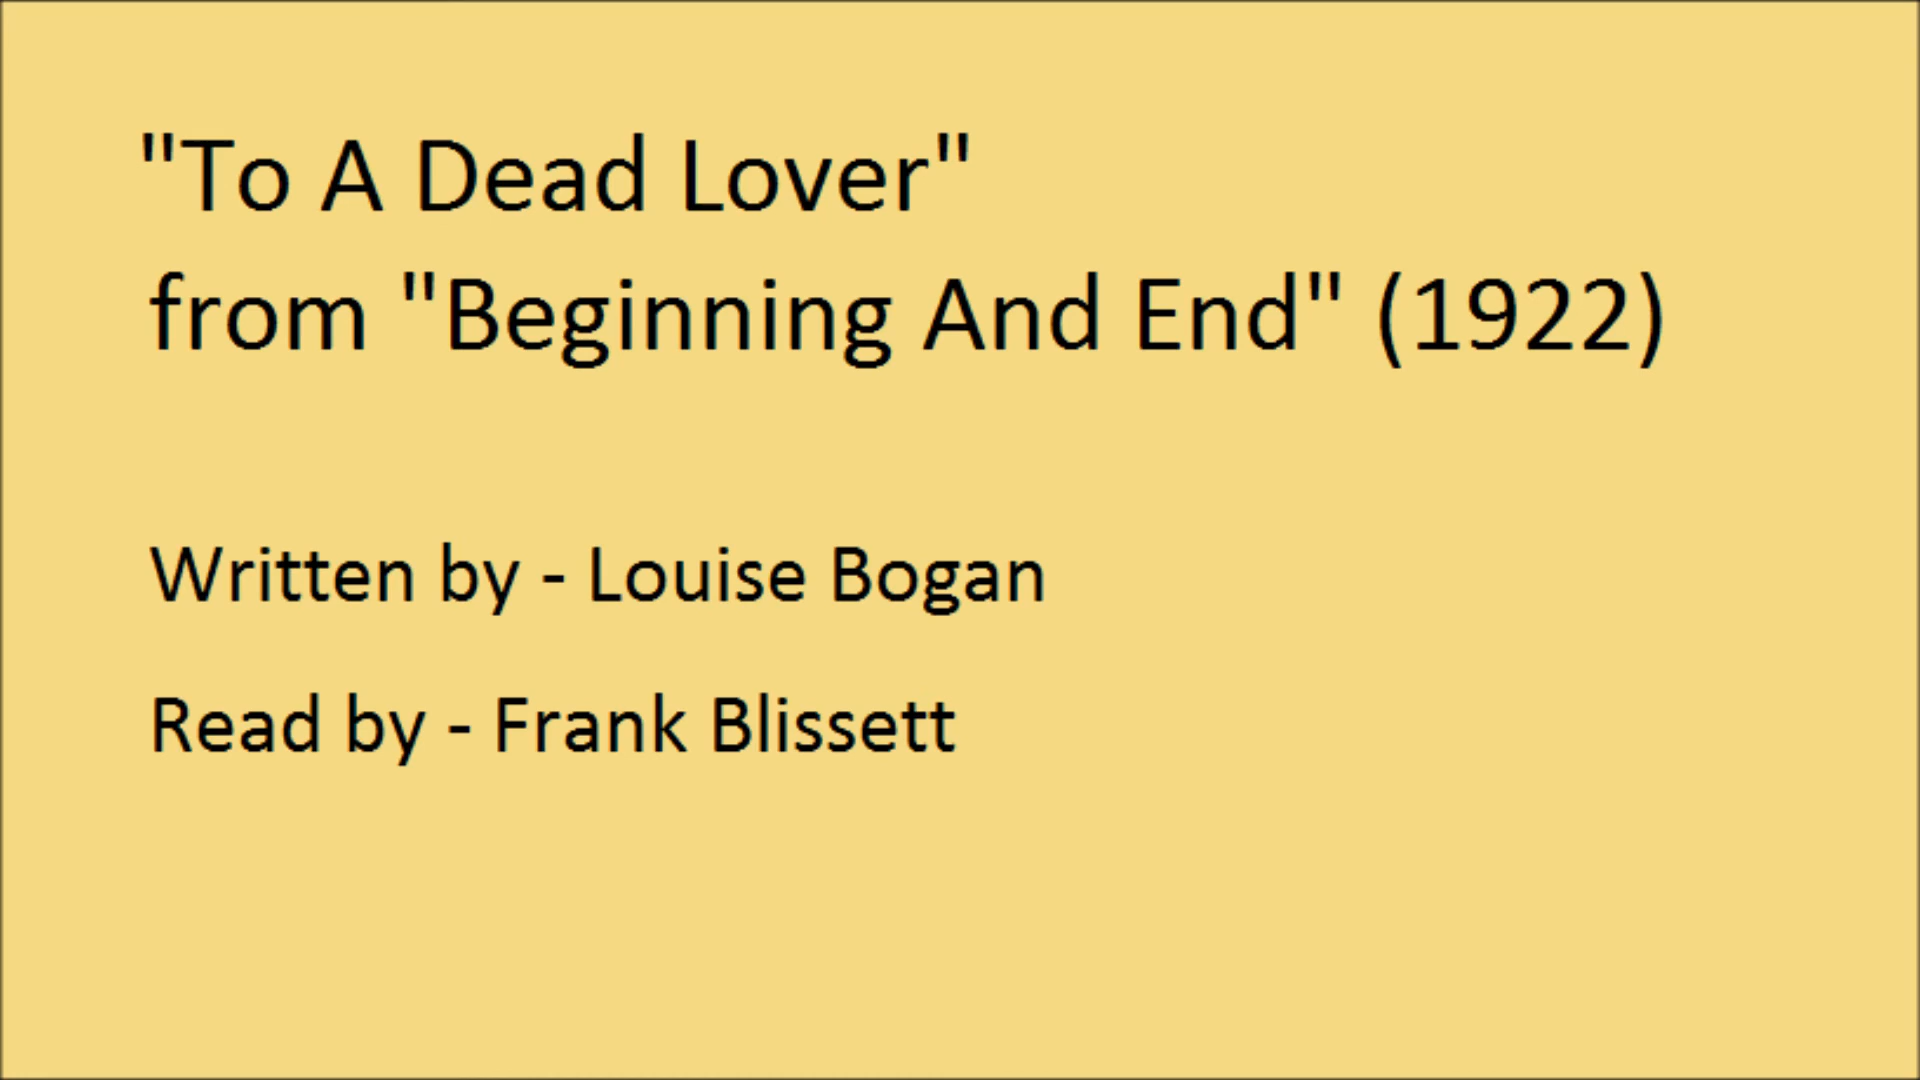 "To A Dead Lover"
from "Beginning And End" (1922)
Written by - Louise Bogan
Read by - Frank Blissett